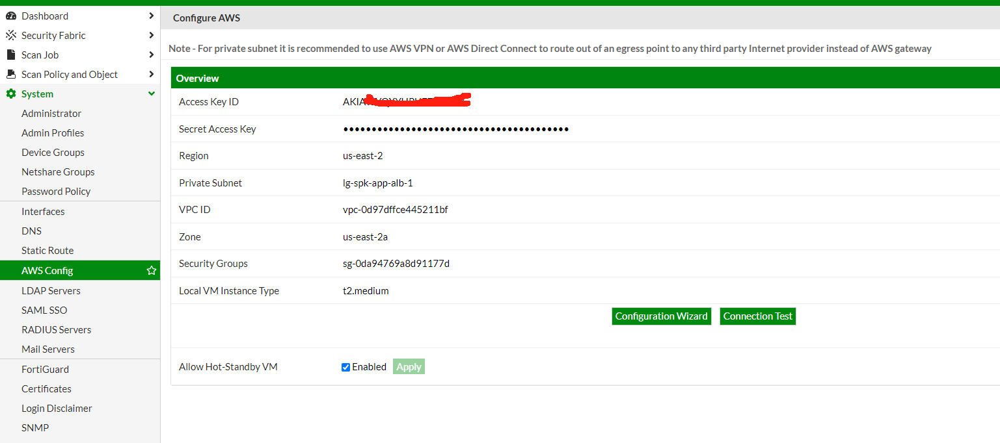 Dashboard
Security Fabric
Scan Job
Scan Policy and Object
System
Administrator
Admin Profiles
Device Groups
Netshare Groups
Password Policy
Interfaces
DNS
Static Route
AWS Config
LDAP Servers
SAML SSO
RADIUS Servers
Mail Servers
FortiGuard
Certificates
Login Disclaimer
SNMP
Configure AWS
Note - For private subnet it is recommended to use AWS VPN or AWS Direct Connect to route out of an egress point to any third party Internet provider instead of AWS gateway
Overview
Access Key ID
Secret Access Key ••••••••••••••••••••••••••••••••••••••••
Region us-east-2
Private Subnet lg-spk-app-alb-1
VPC ID vpc-0d97dffce445211bf
Zone us-east-2a
Security Groups sg-0da94769a8d91177d
Local VM Instance Type t2.medium
Configuration Wizard Connection Test
Allow Hot-Standby VM Enabled Apply